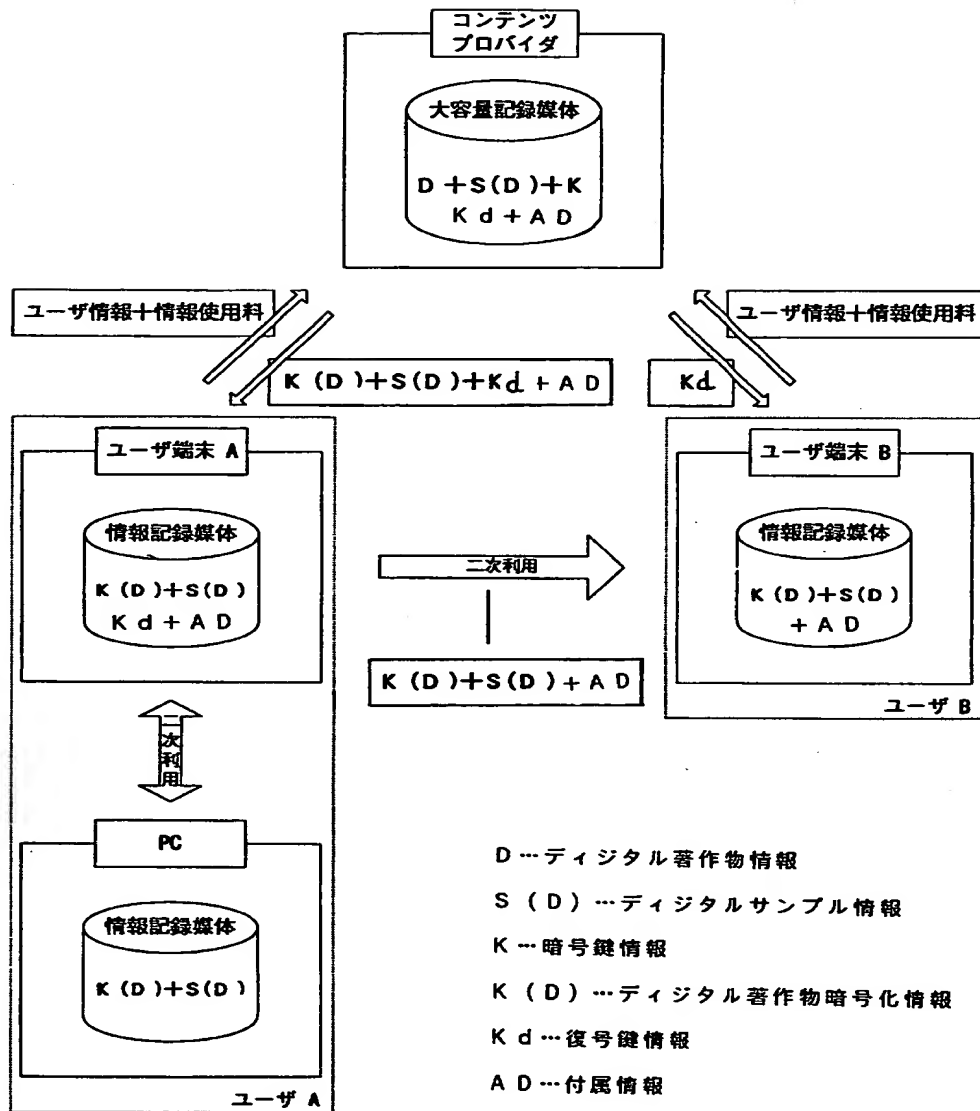 コンテンツ
プロバイダ
大容量記録媒体
D+S(D)+K
Kd+AD
ユーザ情報+情報使用料
ユーザ情報+情報使用料
K(D)+S(D)+Kd+AD
Kd
ユーザ端末 A
情報記録媒体
K(D)+S(D)
Kd+AD
二次利用
K(D)+S(D)+AD
ユーザ端末 B
情報記録媒体
K(D)+S(D)
+AD
ユーザ B
二次利用
PC
情報記録媒体
K(D)+S(D)
ユーザ A
D…ディジタル著作物情報
S(D)…ディジタルサンプル情報
K…暗号鍵情報
K(D)…ディジタル著作物暗号化情報
Kd…復号鍵情報
AD…付属情報